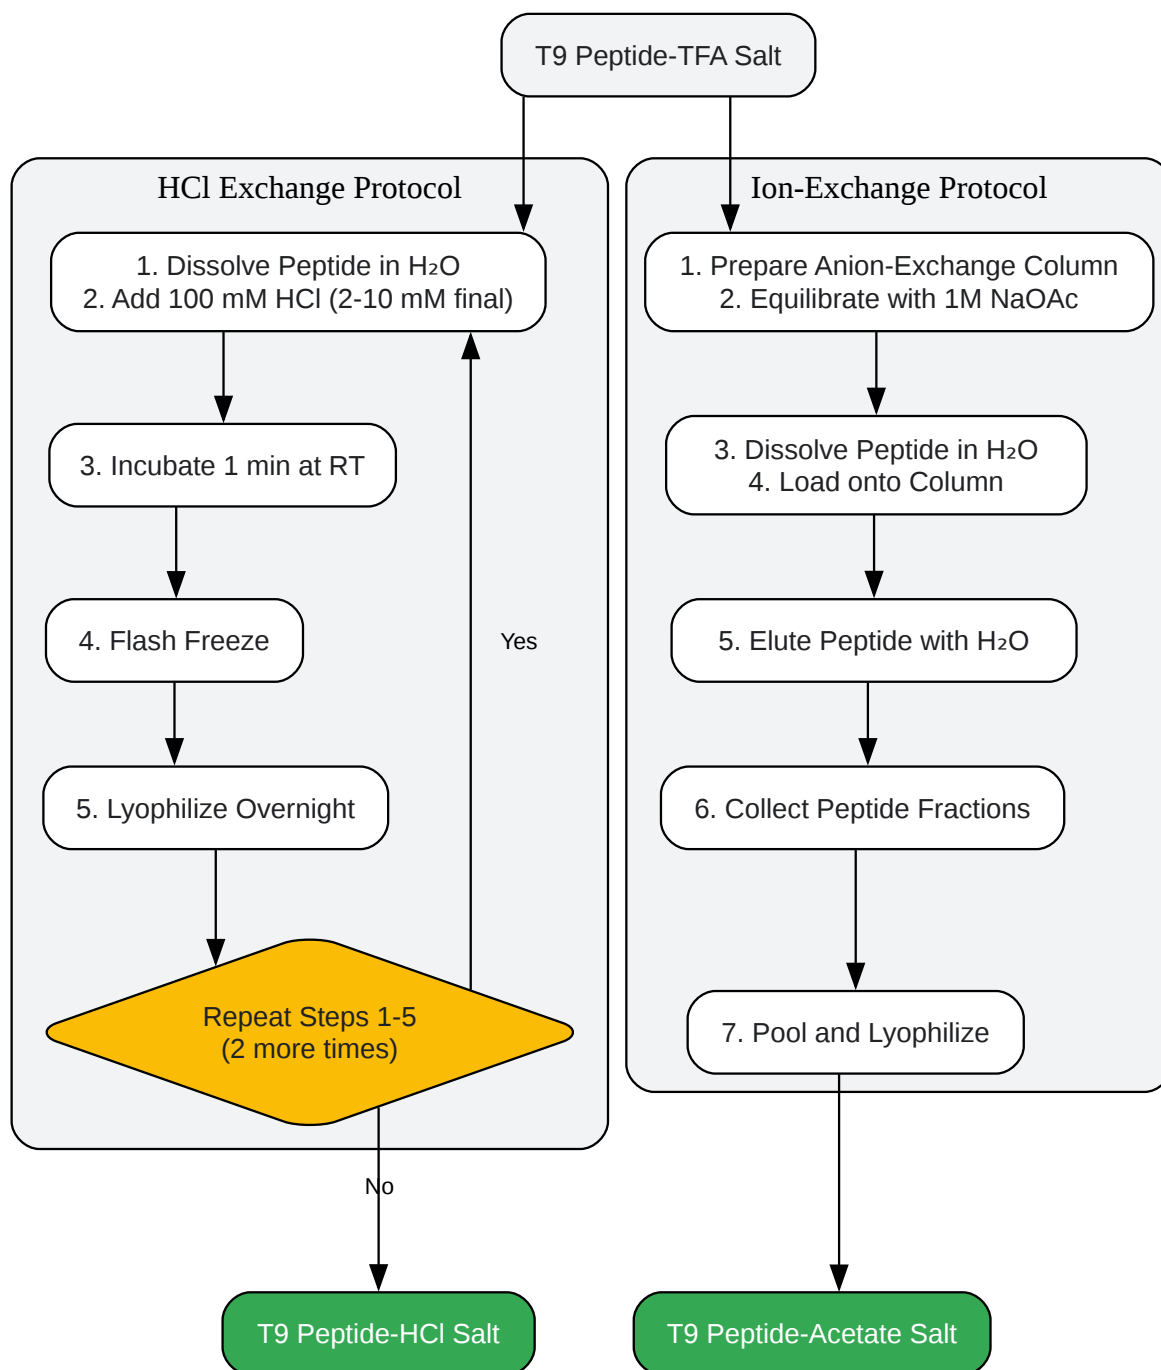 T9 Peptide-TFA Salt
HCl Exchange Protocol
1. Dissolve Peptide in H₂O
2. Add 100 mM HCl (2-10 mM final)
3. Incubate 1 min at RT
4. Flash Freeze
Yes
5. Lyophilize Overnight
Repeat Steps 1-5
(2 more times)
No
T9 Peptide-HCl Salt
Ion-Exchange Protocol
1. Prepare Anion-Exchange Column
2. Equilibrate with 1M NaOAc
3. Dissolve Peptide in H₂O
4. Load onto Column
5. Elute Peptide with H₂O
6. Collect Peptide Fractions
7. Pool and Lyophilize
T9 Peptide-Acetate Salt